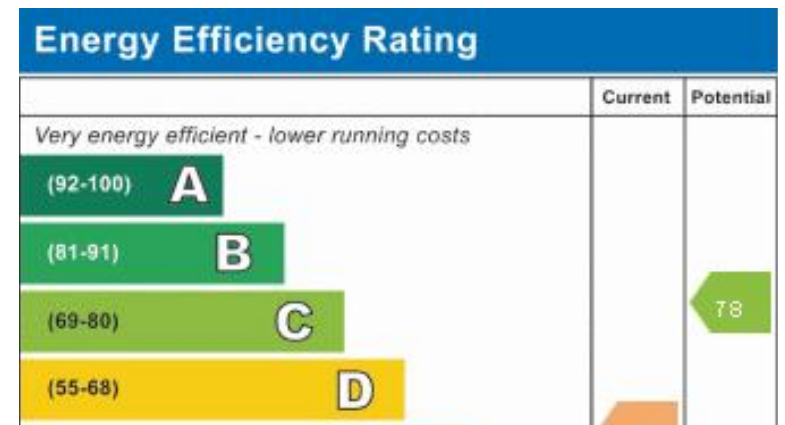 Energy Efficiency Rating
Current Potential
Very energy efficient - lower running costs
(92-100) A
(81-91) B
(69-80) C
78
(55-68) D